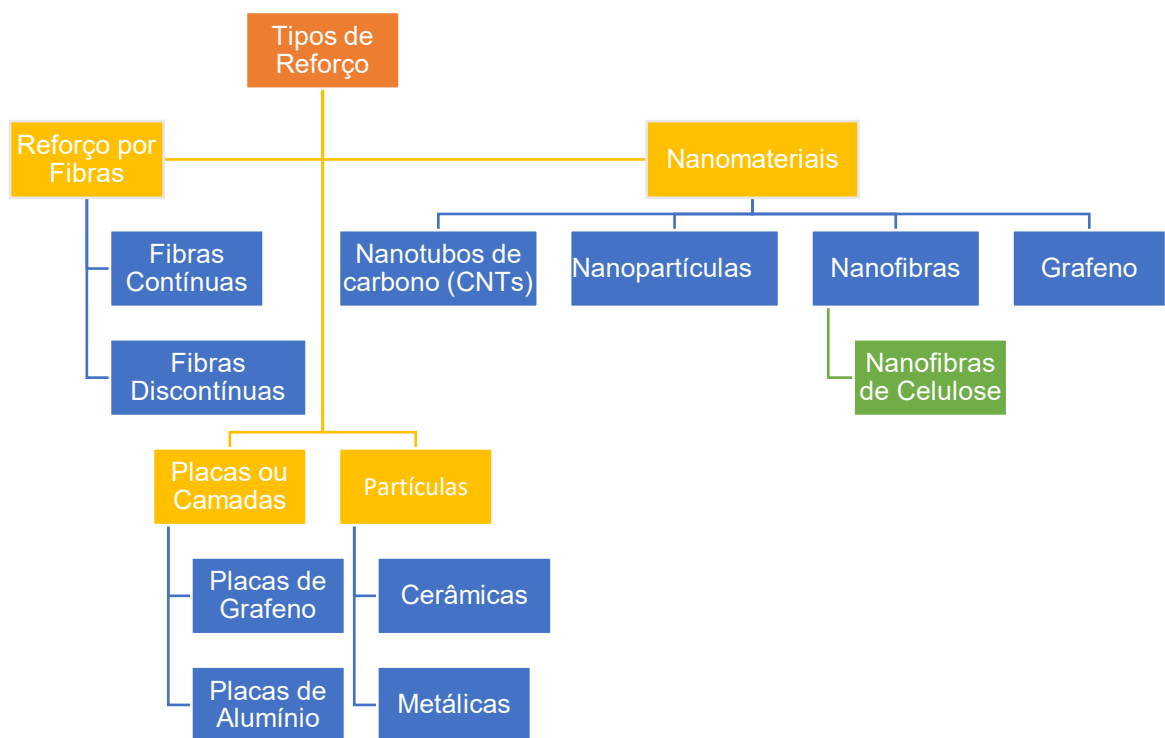 Tipos de
Reforço
Reforço por
Fibras
Nanomateriais
Fibras
Contínuas
Nanotubos de
carbono (CNTs)
Nanopartículas
Nanofibras
Grafeno
Fibras
Discontínuas
Nanofibras
de Celulose
Placas ou
Camadas
Partículas
Placas de
Grafeno
Cerâmicas
Placas de
Alumínio
Metálicas